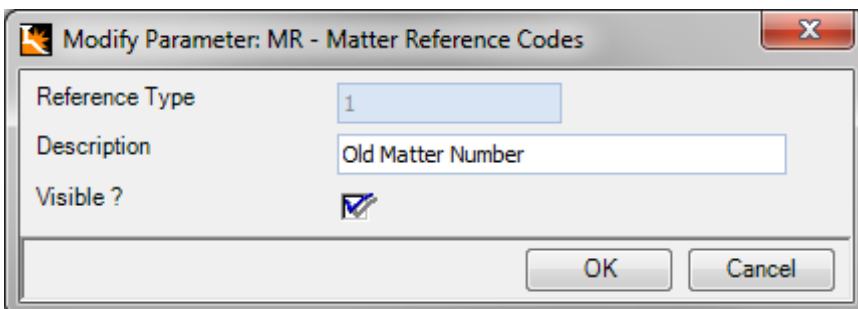 Modify Parameter: MR - Matter Reference Codes
Reference Type 1
Description Old Matter Number
Visible ?
OK Cancel